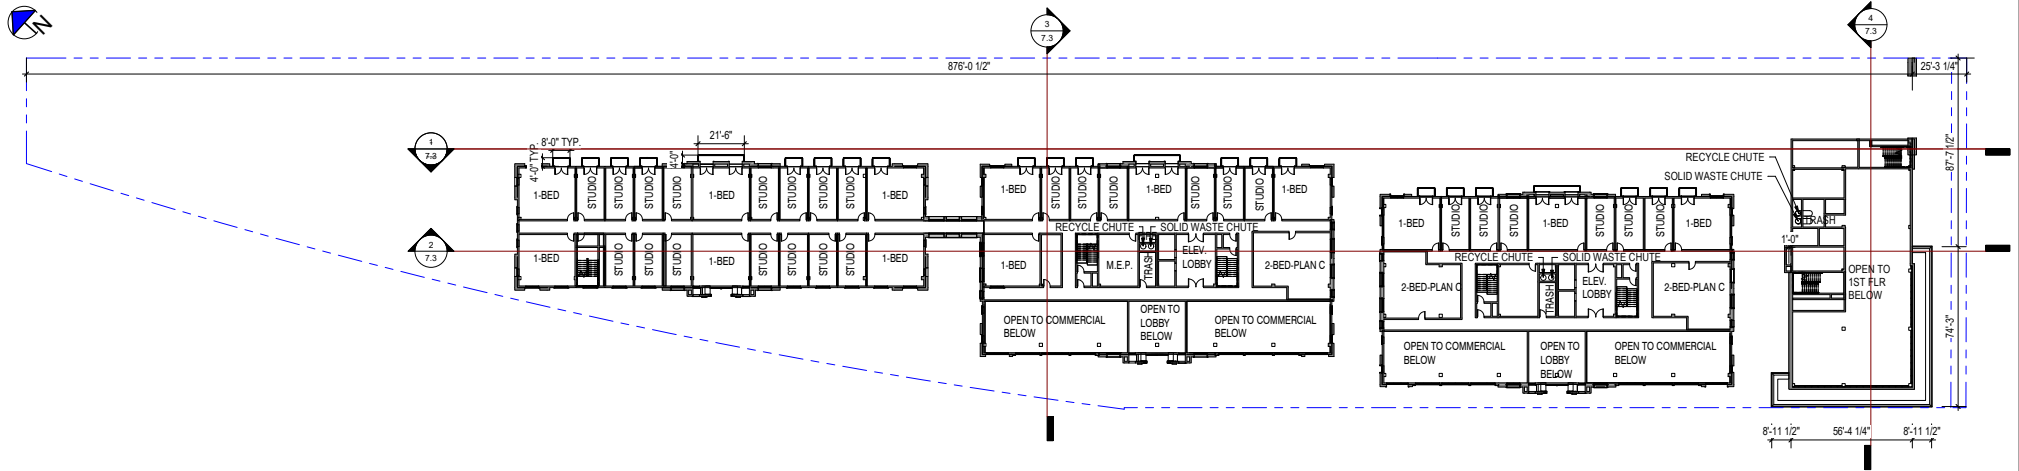 N
3
7.3
4
7.3
876'-0 1/2"
25'-3 1/4"
1
7.3
4'-0" TYP.
8'-0" TYP.
21'-6"
4'-0"
87'-7 1/2"
RECYCLE CHUTE
SOLID WASTE CHUTE
TRASH
1-BED
STUDIO
STUDIO
STUDIO
STUDIO
1-BED
STUDIO
STUDIO
STUDIO
STUDIO
1-BED
1-BED
STUDIO
STUDIO
STUDIO
1-BED
STUDIO
STUDIO
STUDIO
1-BED
1-BED
STUDIO
STUDIO
STUDIO
1-BED
STUDIO
STUDIO
STUDIO
1-BED
RECYCLE CHUTE
SOLID WASTE CHUTE
2
7.3
1-BED
STUDIO
STUDIO
STUDIO
1-BED
STUDIO
STUDIO
STUDIO
STUDIO
1-BED
1-BED
M.E.P.
TRASH
ELEV.
LOBBY
2-BED-PLAN C
RECYCLE CHUTE
SOLID WASTE CHUTE
2-BED-PLAN C
TRASH
ELEV.
LOBBY
2-BED-PLAN C
1'-0"
OPEN TO
1ST FLR
BELOW
74'-3"
OPEN TO COMMERCIAL
BELOW
OPEN TO
LOBBY
BELOW
OPEN TO COMMERCIAL
BELOW
OPEN TO COMMERCIAL
BELOW
OPEN TO
LOBBY
BELOW
OPEN TO COMMERCIAL
BELOW
8'-11 1/2"
56'-4 1/4"
8'-11 1/2"